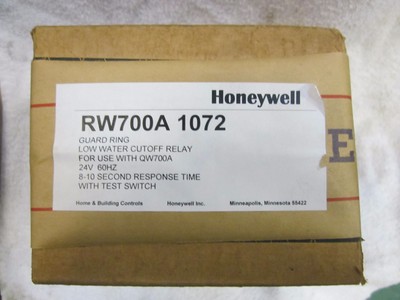 Honeywell
RW700A 1072
GUARD RING
LOW WATER CUTOFF RELAY
FOR USE WITH QW700A
24V 60HZ
8-10 SECOND RESPONSE TIME
WITH TEST SWITCH
Home & Building Controls Honeywell Inc. Minneapolis, Minnesota 55422
E